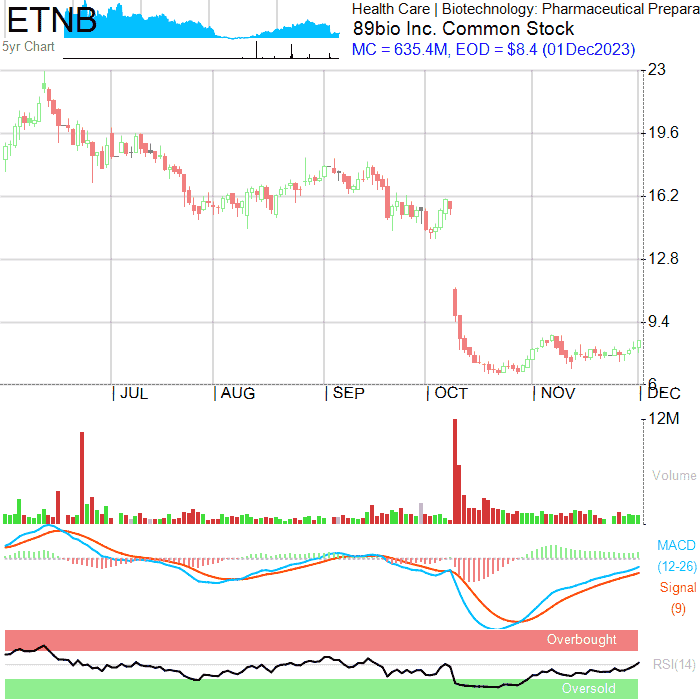 ETNB
5yr Chart
Health Care | Biotechnology: Pharmaceutical Prepara
89bio Inc. Common Stock
MC = 635.4M, EOD = $8.4 (01Dec2023)
23
19.6
16.2
12.8
9.4
6
JUL AUG SEP OCT NOV DEC
12M
Volume
MACD
(12-26)
Signal
(9)
Overbought
RSI(14)
Oversold